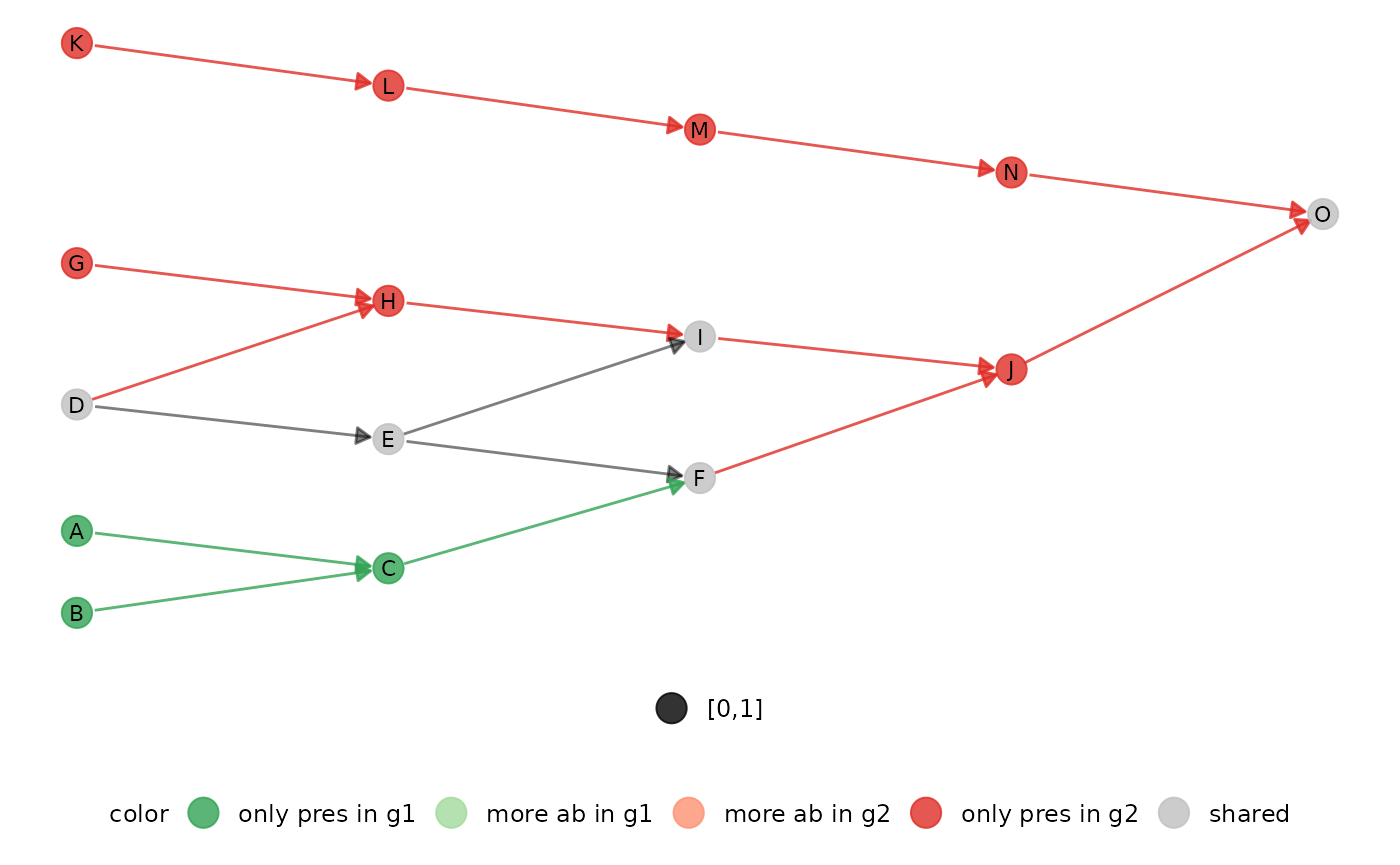 K
L
M
N
O
G
H
I
J
D
E
F
A
C
B
[0,1]
color only pres in g1 more ab in g1 more ab in g2 only pres in g2 shared